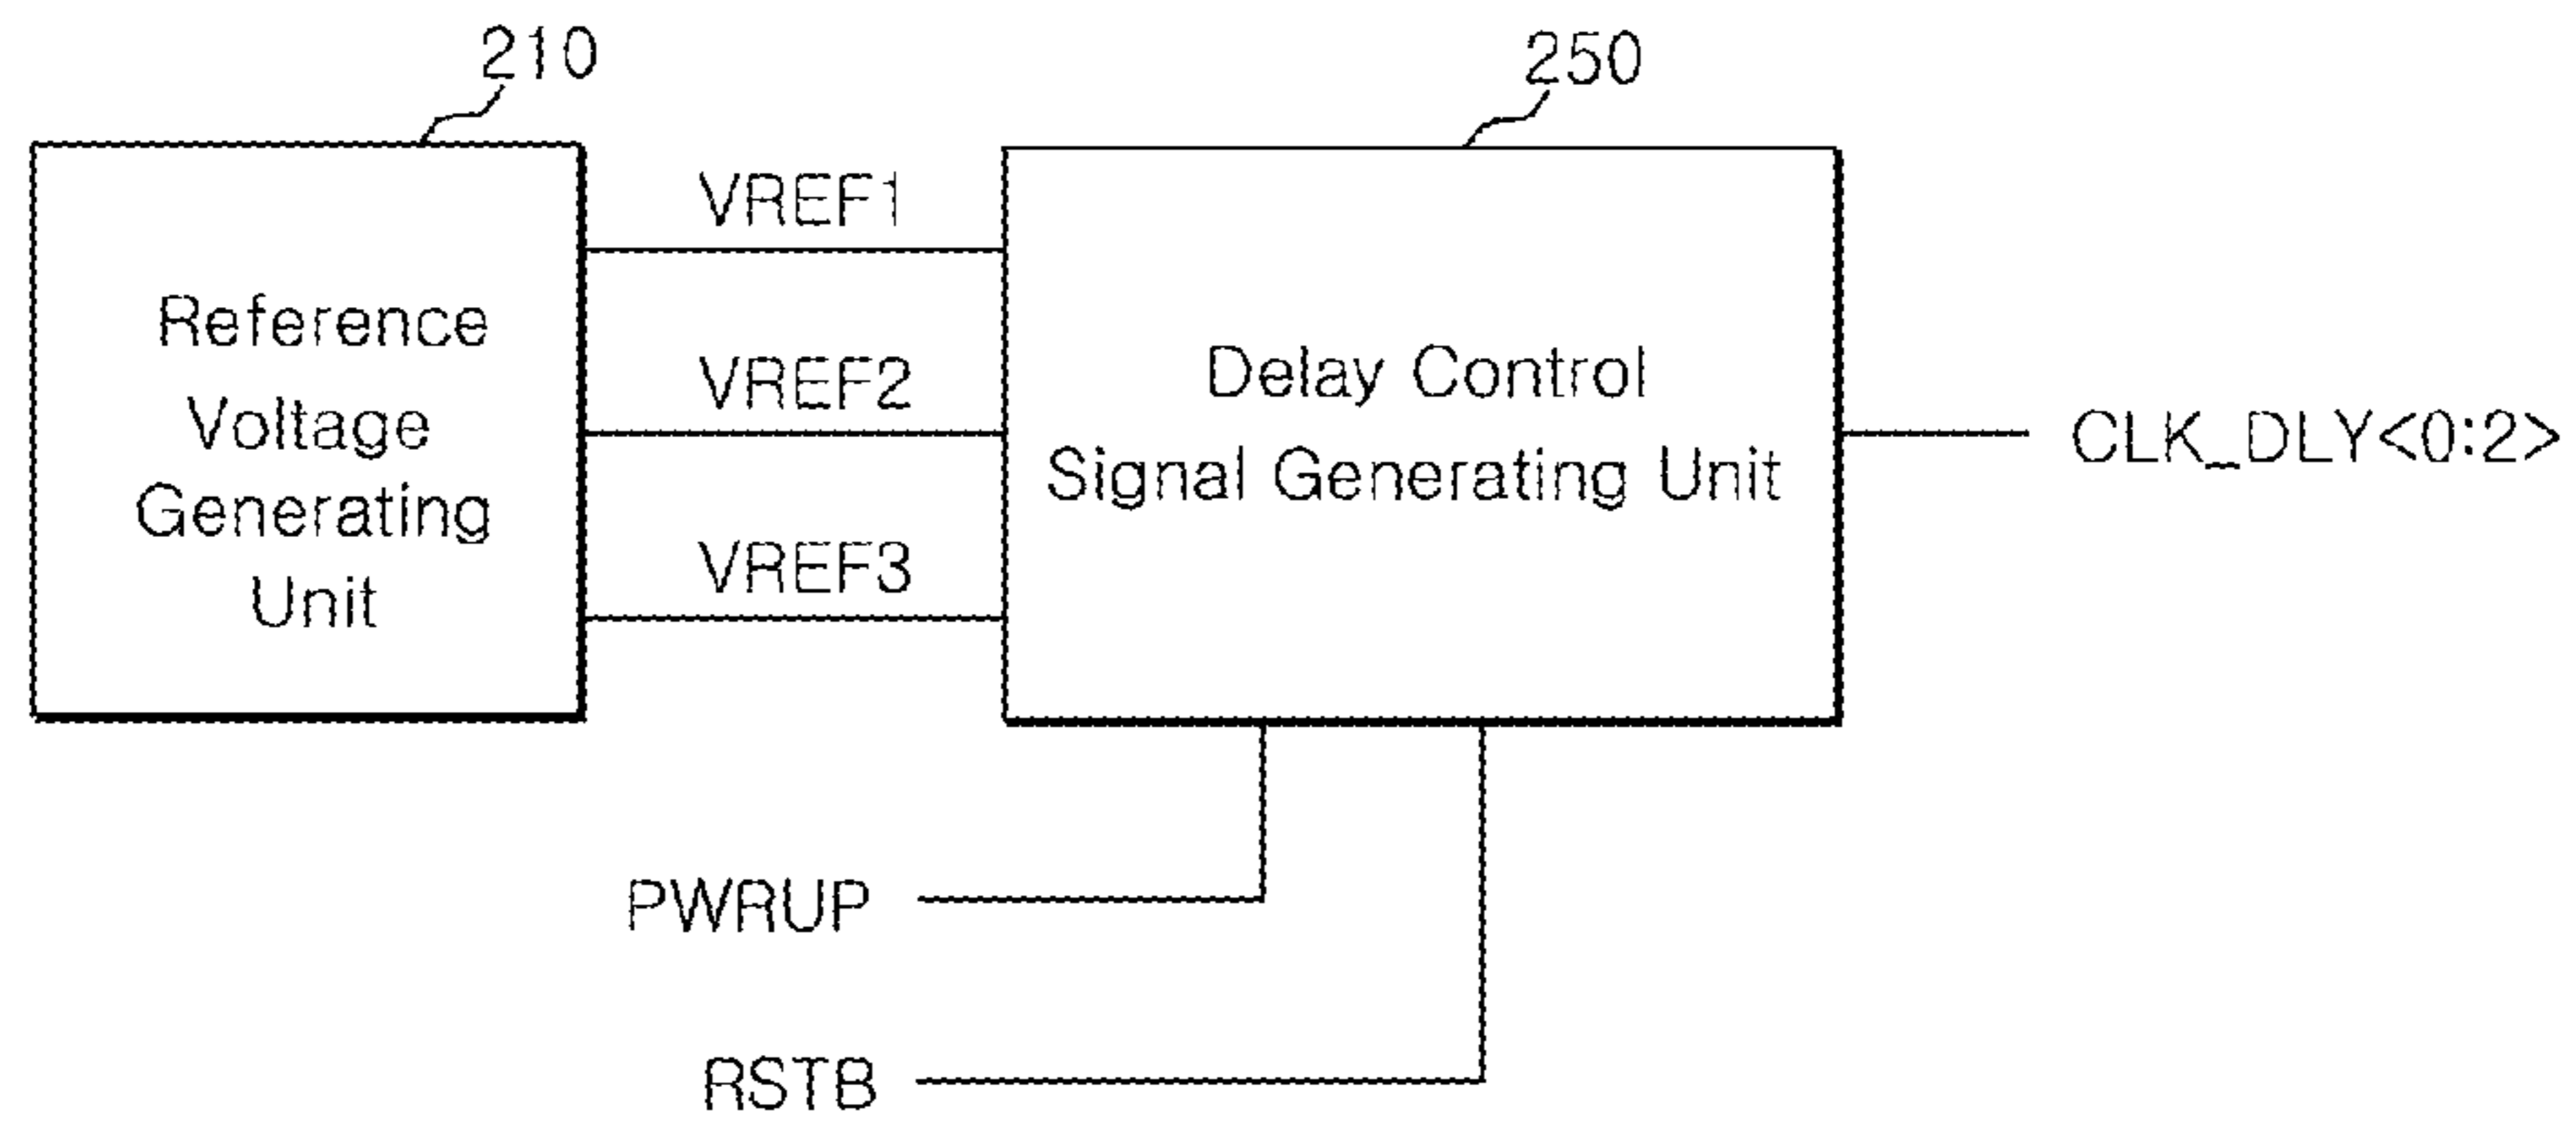 210
250
Reference
Voltage
Generating
Unit
VREF1
VREF2
VREF3
Delay Control
Signal Generating Unit
CLK_DLY<0:2>
PWRUP
RSTB